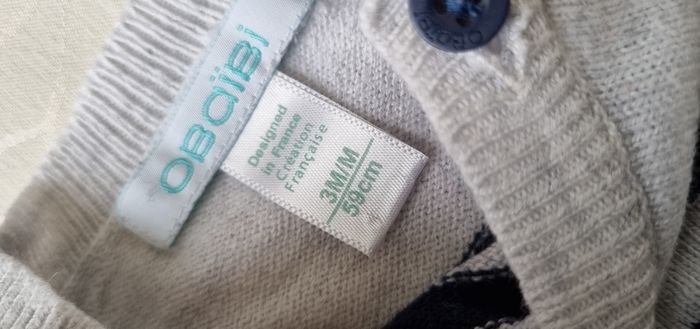 OBaïBi
Designed
in France
Création
Française
3M/M
59cm